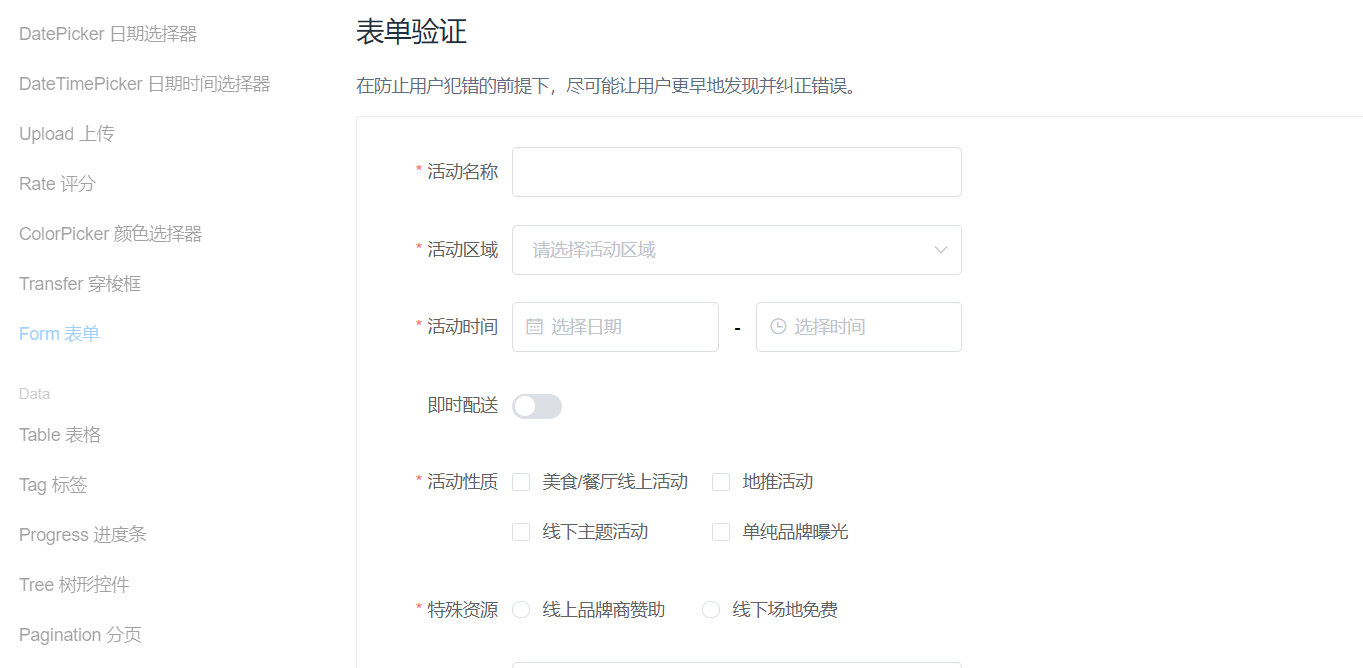 DatePicker 日期选择器
DateTimePicker 日期时间选择器
Upload 上传
Rate 评分
ColorPicker 颜色选择器
Transfer 穿梭框
Form 表单
Data
Table 表格
Tag 标签
Progress 进度条
Tree 树形控件
Pagination 分页
表单验证
在防止用户犯错的前提下，尽可能让用户更早地发现并纠正错误。
* 活动名称
* 活动区域 请选择活动区域
* 活动时间 选择日期 - 选择时间
即时配送
* 活动性质 美食/餐厅线上活动 地推活动
线下主题活动 单纯品牌曝光
* 特殊资源 线上品牌商赞助 线下场地免费